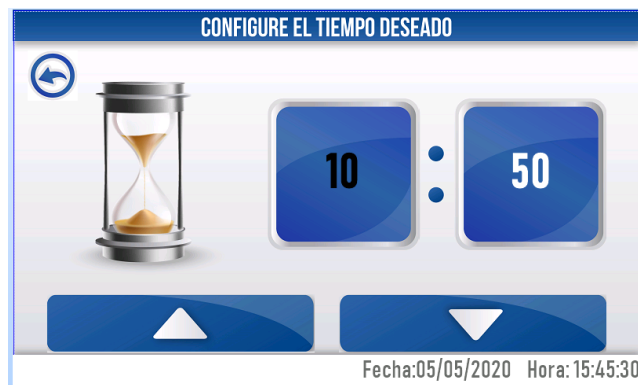 CONFIGURE EL TIEMPO DESEADO
10 : 50
Fecha:05/05/2020 Hora: 15:45:30